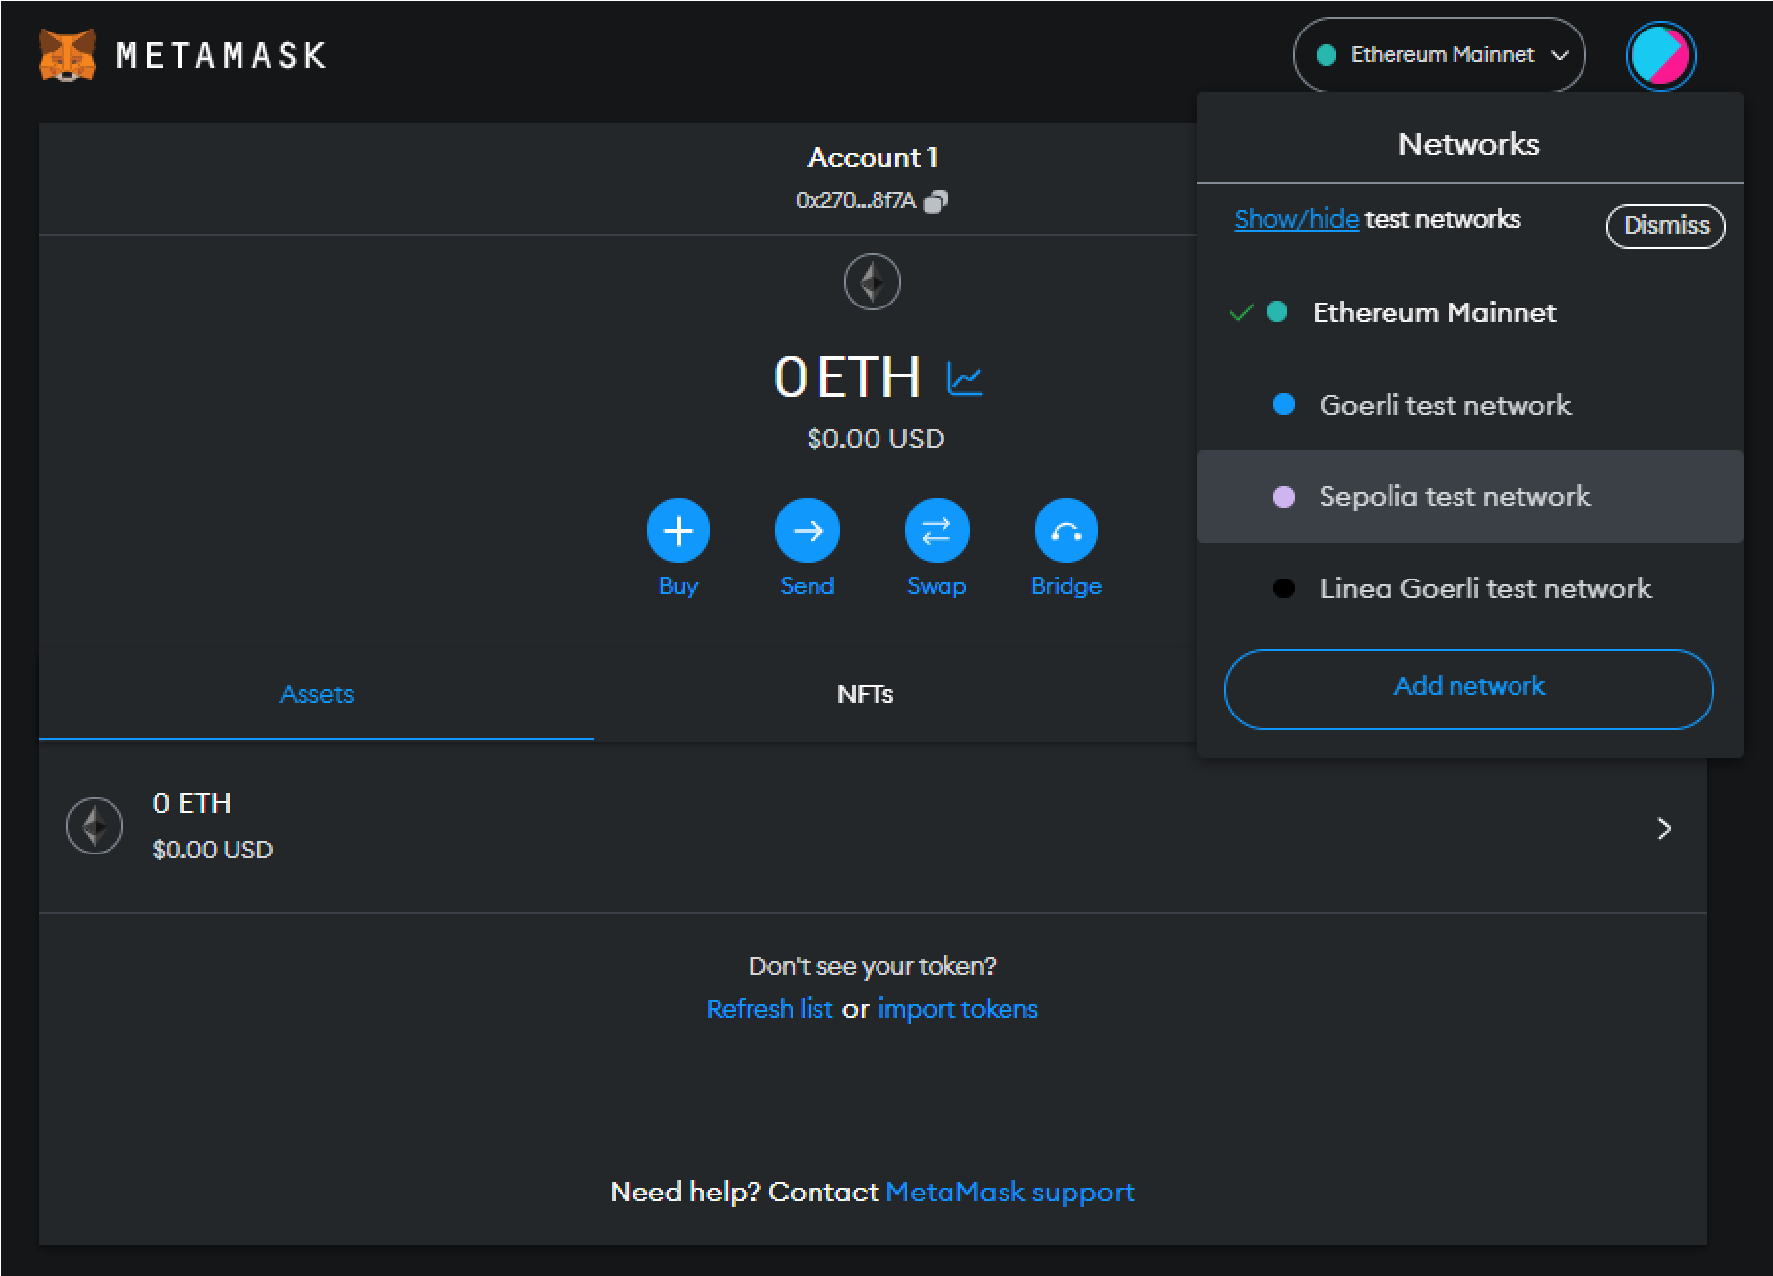 METAMASK
Ethereum Mainnet
Account 1
0x270...8f7A
0 ETH
$0.00 USD
Buy
Send
Swap
Bridge
Networks
Show/hide test networks
Dismiss
Ethereum Mainnet
Goerli test network
Sepolia test network
Linea Goerli test network
Add network
Assets
NFTs
0 ETH
$0.00 USD
Don't see your token?
Refresh list or import tokens
Need help? Contact MetaMask support